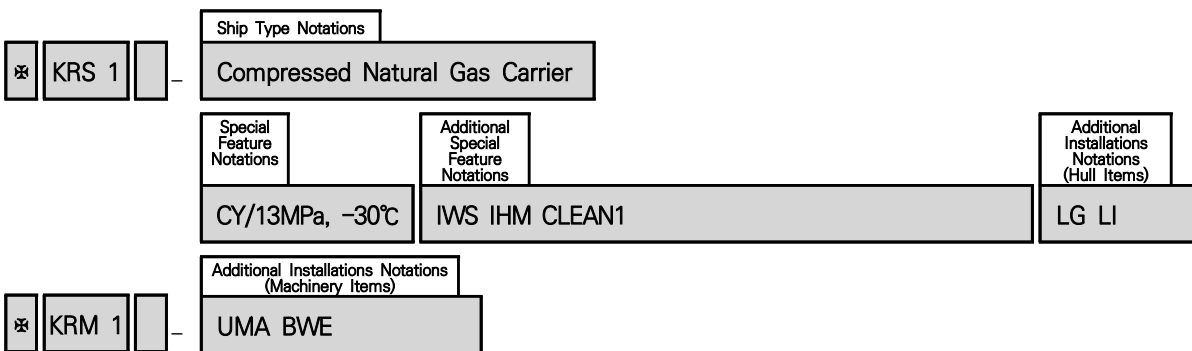 Ship Type Notations
✠ KRS 1 - Compressed Natural Gas Carrier
Special
Feature
Notations
Additional
Special
Feature
Notations
Additional
Installations
Notations
(Hull Items)
CY/13MPa, -30℃ IWS IHM CLEAN1 LG LI
Additional Installations Notations
(Machinery Items)
✠ KRM 1 - UMA BWE